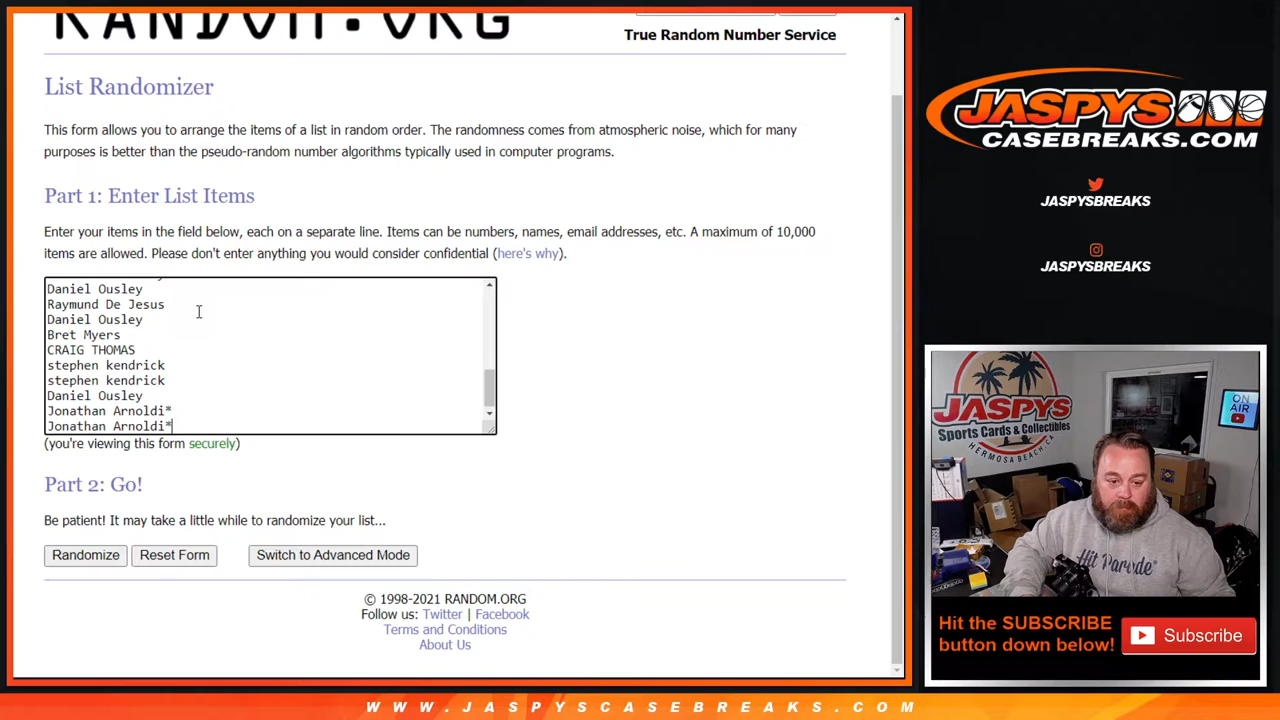 RANDOM.ORG
True Random Number Service
List Randomizer
This form allows you to arrange the items of a list in random order. The randomness comes from atmospheric noise, which for many
purposes is better than the pseudo-random number algorithms typically used in computer programs.
Part 1: Enter List Items
Enter your items in the field below, each on a separate line. Items can be numbers, names, email addresses, etc. A maximum of 10,000
items are allowed. Please don't enter anything you would consider confidential (here's why).
Daniel Ousley
Raymund De Jesus
Daniel Ousley
Bret Myers
CRAIG THOMAS
stephen kendrick
stephen kendrick
Daniel Ousley
Jonathan Arnoldi*
Jonathan Arnoldi*
(you're viewing this form securely)
Part 2: Go!
Be patient! It may take a little while to randomize your list...
Randomize
Reset Form
Switch to Advanced Mode
© 1998-2021 RANDOM.ORG
Follow us: Twitter | Facebook
Terms and Conditions
About Us
JASPYS
CASEBREAKS.COM
JASPYSBREAKS
JASPYSBREAKS
JASPYS
Sports Cards & Collectibles
HERMOSA BEACH, CA
ON
AIR
Hit Parade
Hit the SUBSCRIBE
button down below!
Subscribe
WWW.JASPYSCASEBREAKS.COM